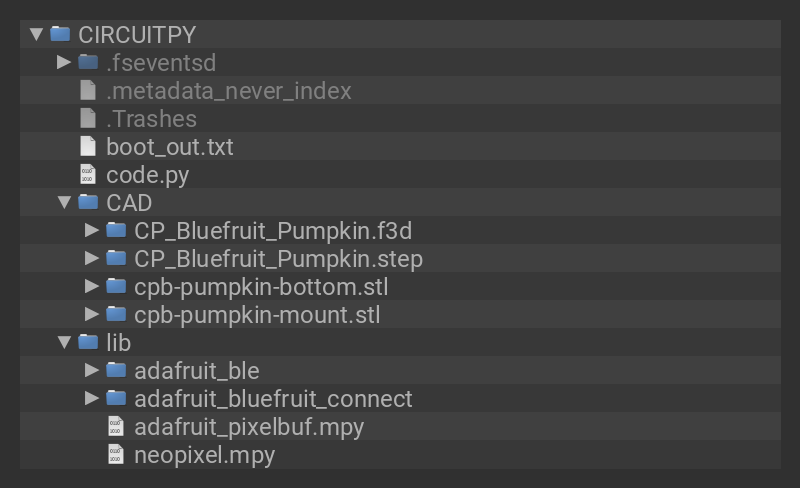 CIRCUITPY
.fseventsd
.metadata_never_index
.Trashes
boot_out.txt
code.py
CAD
CP_Bluefruit_Pumpkin.f3d
CP_Bluefruit_Pumpkin.step
cpb-pumpkin-bottom.stl
cpb-pumpkin-mount.stl
lib
adafruit_ble
adafruit_bluefruit_connect
adafruit_pixelbuf.mpy
neopixel.mpy